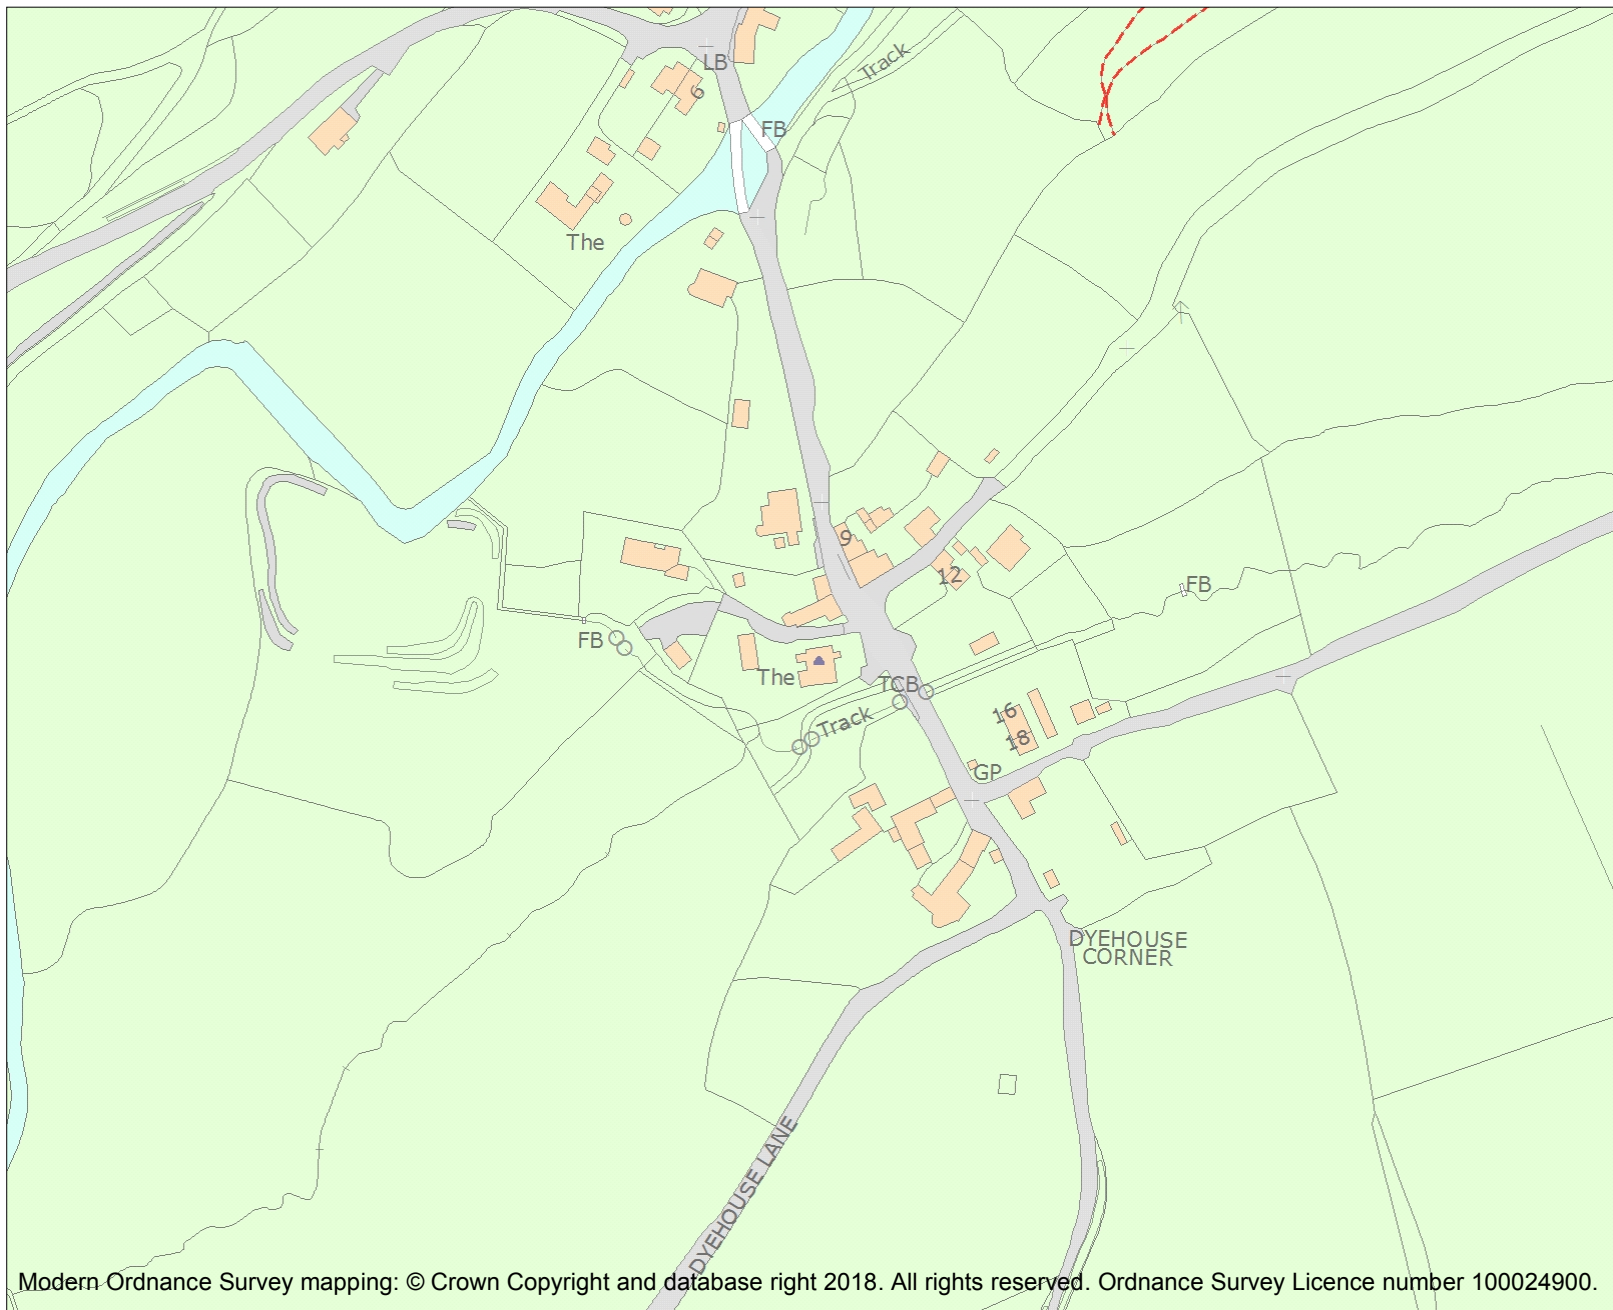 LB
Track
6
FB
The
9
12
FB
FB
The
TCB
Track
16
18
GP
DYEHOUSE
CORNER
DYEHOUSE LANE
Modern Ordnance Survey mapping: © Crown Copyright and database right 2018. All rights reserved. Ordnance Survey Licence number 100024900.